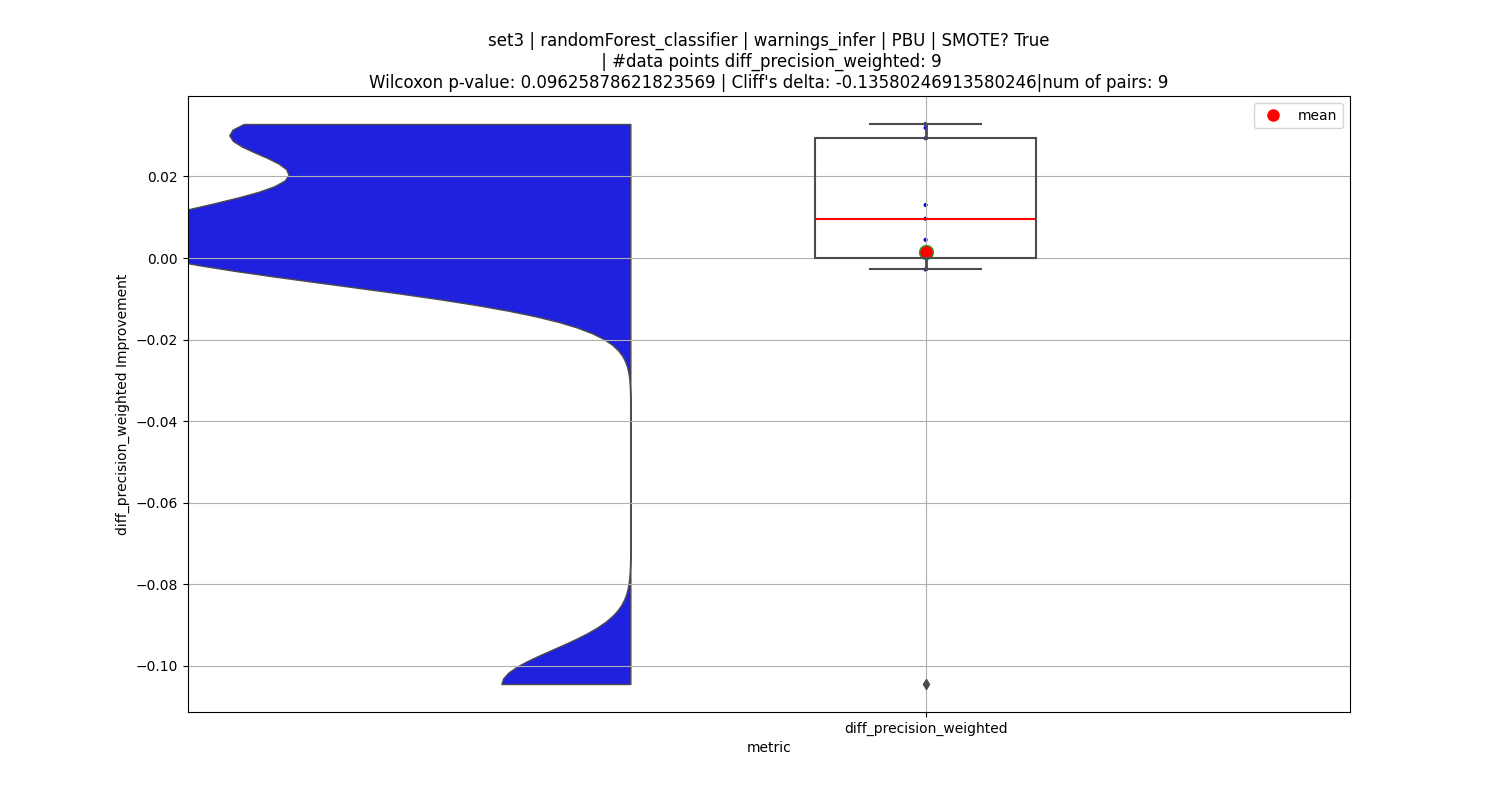 set3 | randomForest_classifier | warnings_infer | PBU | SMOTE? True
| #data points diff_precision_weighted: 9
Wilcoxon p-value: 0.09625878621823569 | Cliff's delta: -0.13580246913580246|num of pairs: 9
mean
0.02
0.00
−0.02
−0.04
−0.06
−0.08
−0.10
diff_precision_weighted Improvement
diff_precision_weighted
metric